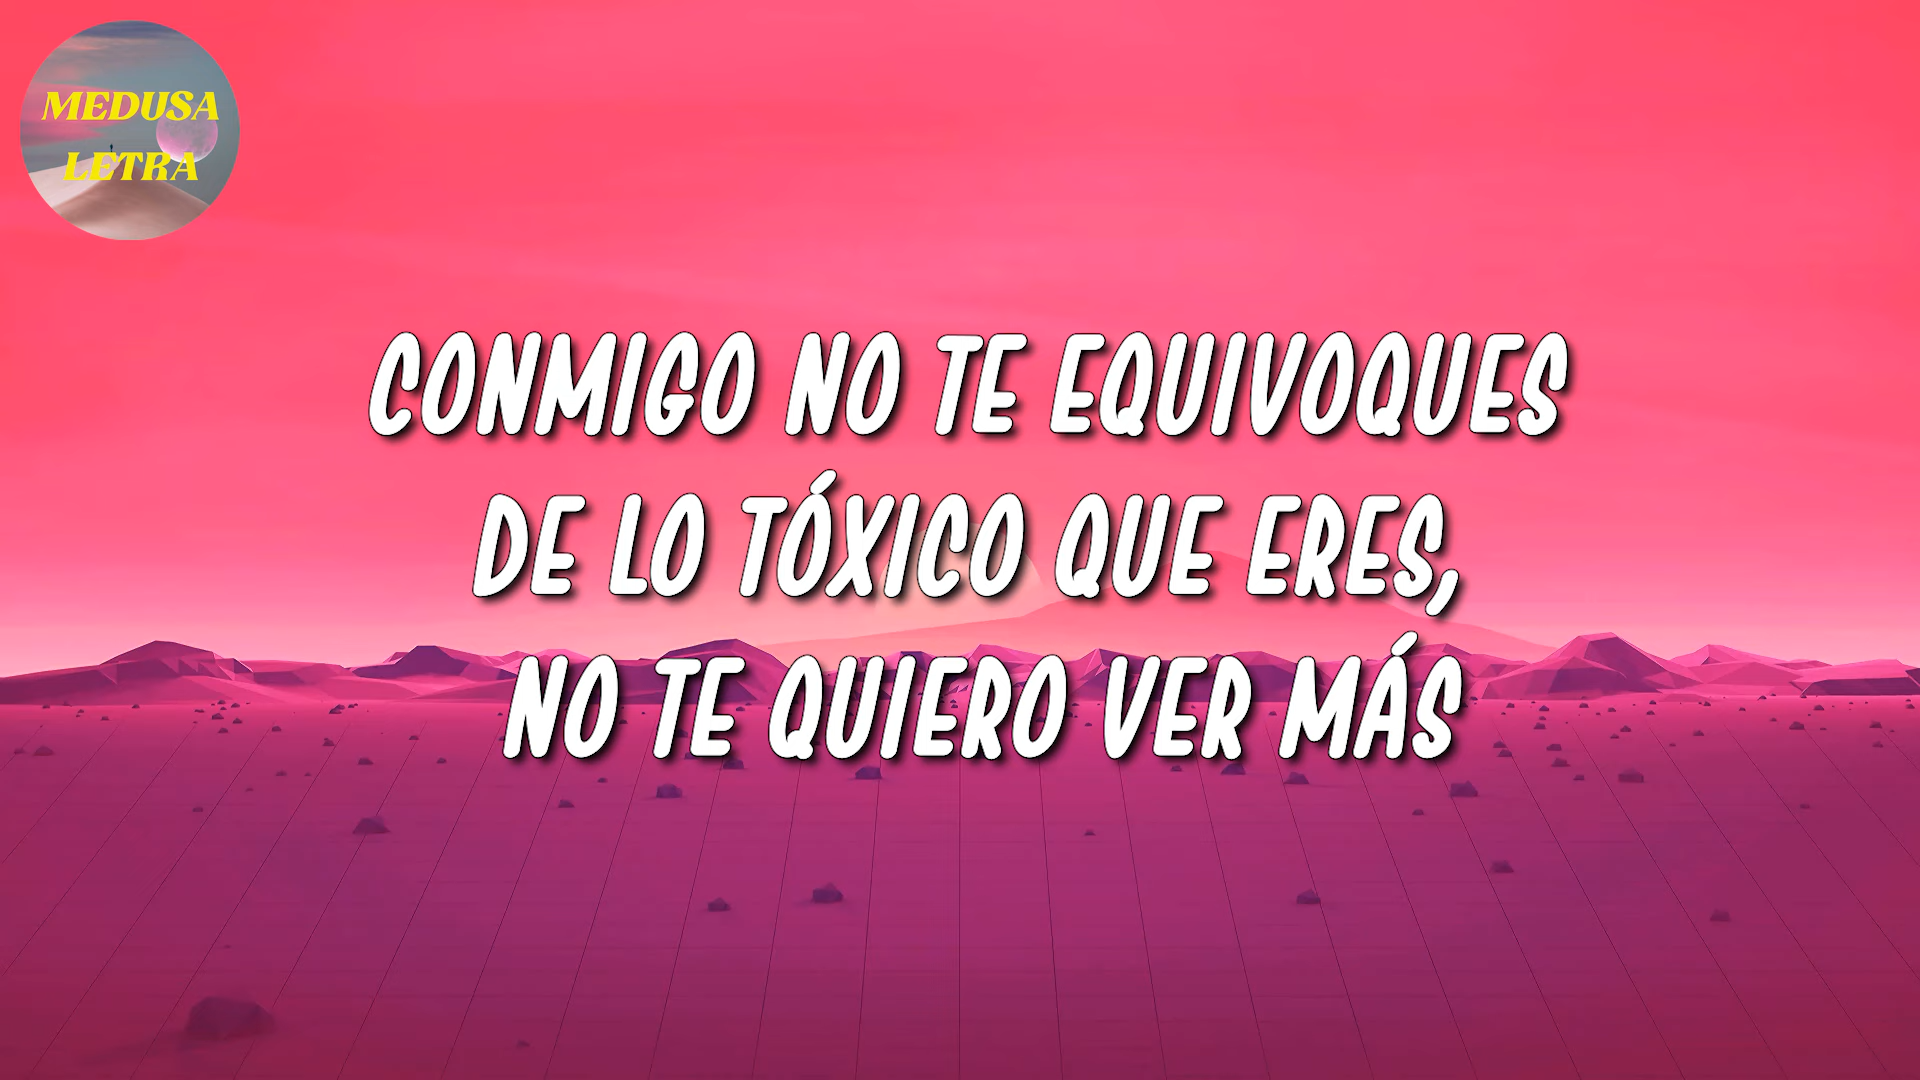 MEDUSA
LETRA
CONMIGO NO TE EQUIVOQUES
DE LO TÓXICO QUE ERES,
NO TE QUIERO VER MÁS